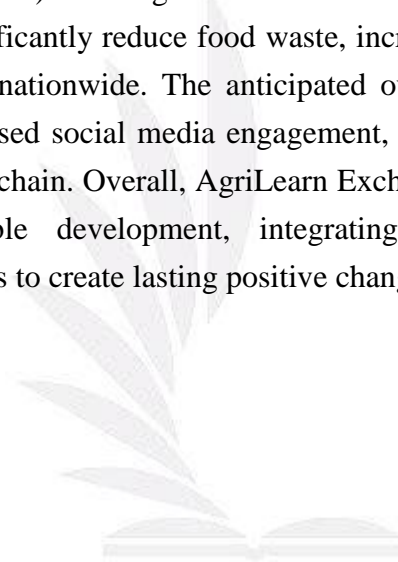 ficantly reduce food waste, incr
nationwide. The anticipated o
sed social media engagement,
chain. Overall, AgriLearn Exch
ble development, integrating
s to create lasting positive chang